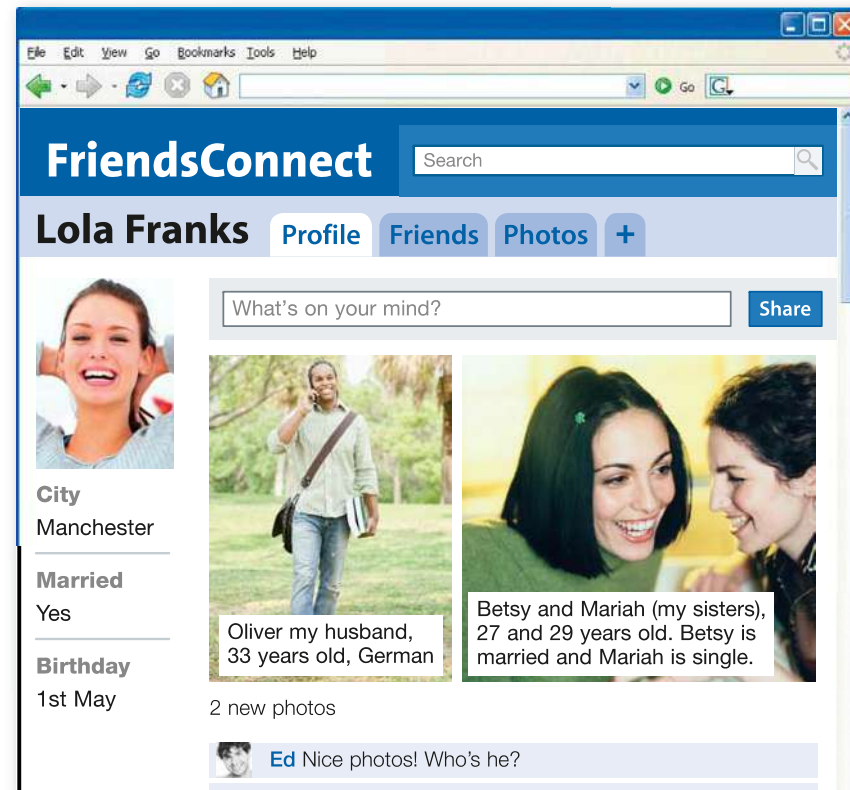 File Edit View Go Bookmarks Tools Help
Go G
FriendsConnect
Search
Lola Franks Profile Friends Photos +
What's on your mind? Share
City
Manchester
Married
Yes
Birthday
1st May
Oliver my husband,
33 years old, German
Betsy and Mariah (my sisters),
27 and 29 years old. Betsy is
married and Mariah is single.
2 new photos
Ed Nice photos! Who's he?